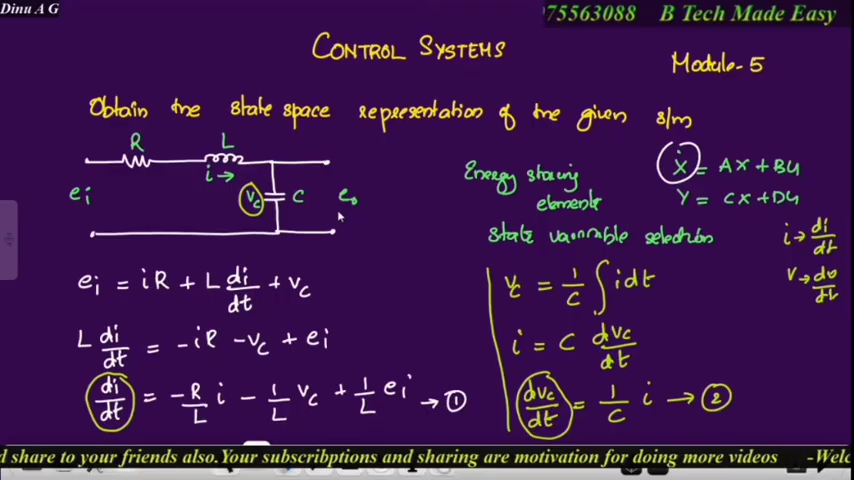 Dinu A G
75563088 B Tech Made Easy
CONTROL SYSTEMS
Module-5
Obtain the state space representation of the given s/m
R
L
i →
ei
Vc
C
eo
Energy storing
elements
State variable selection
Ẋ = AX + BU
Y = CX + DU
i → di/dt
v → dv/dt
ei = iR + L di/dt + vc
L di/dt = -iR - vc + ei
di/dt = -R/L i - 1/L vc + 1/L ei → ①
vc = 1/C ∫ i dt
i = C dvc/dt
dvc/dt = 1/C i → ②
d share to your friends also.Your subscribptions and sharing are motivation for doing more videos -Welc